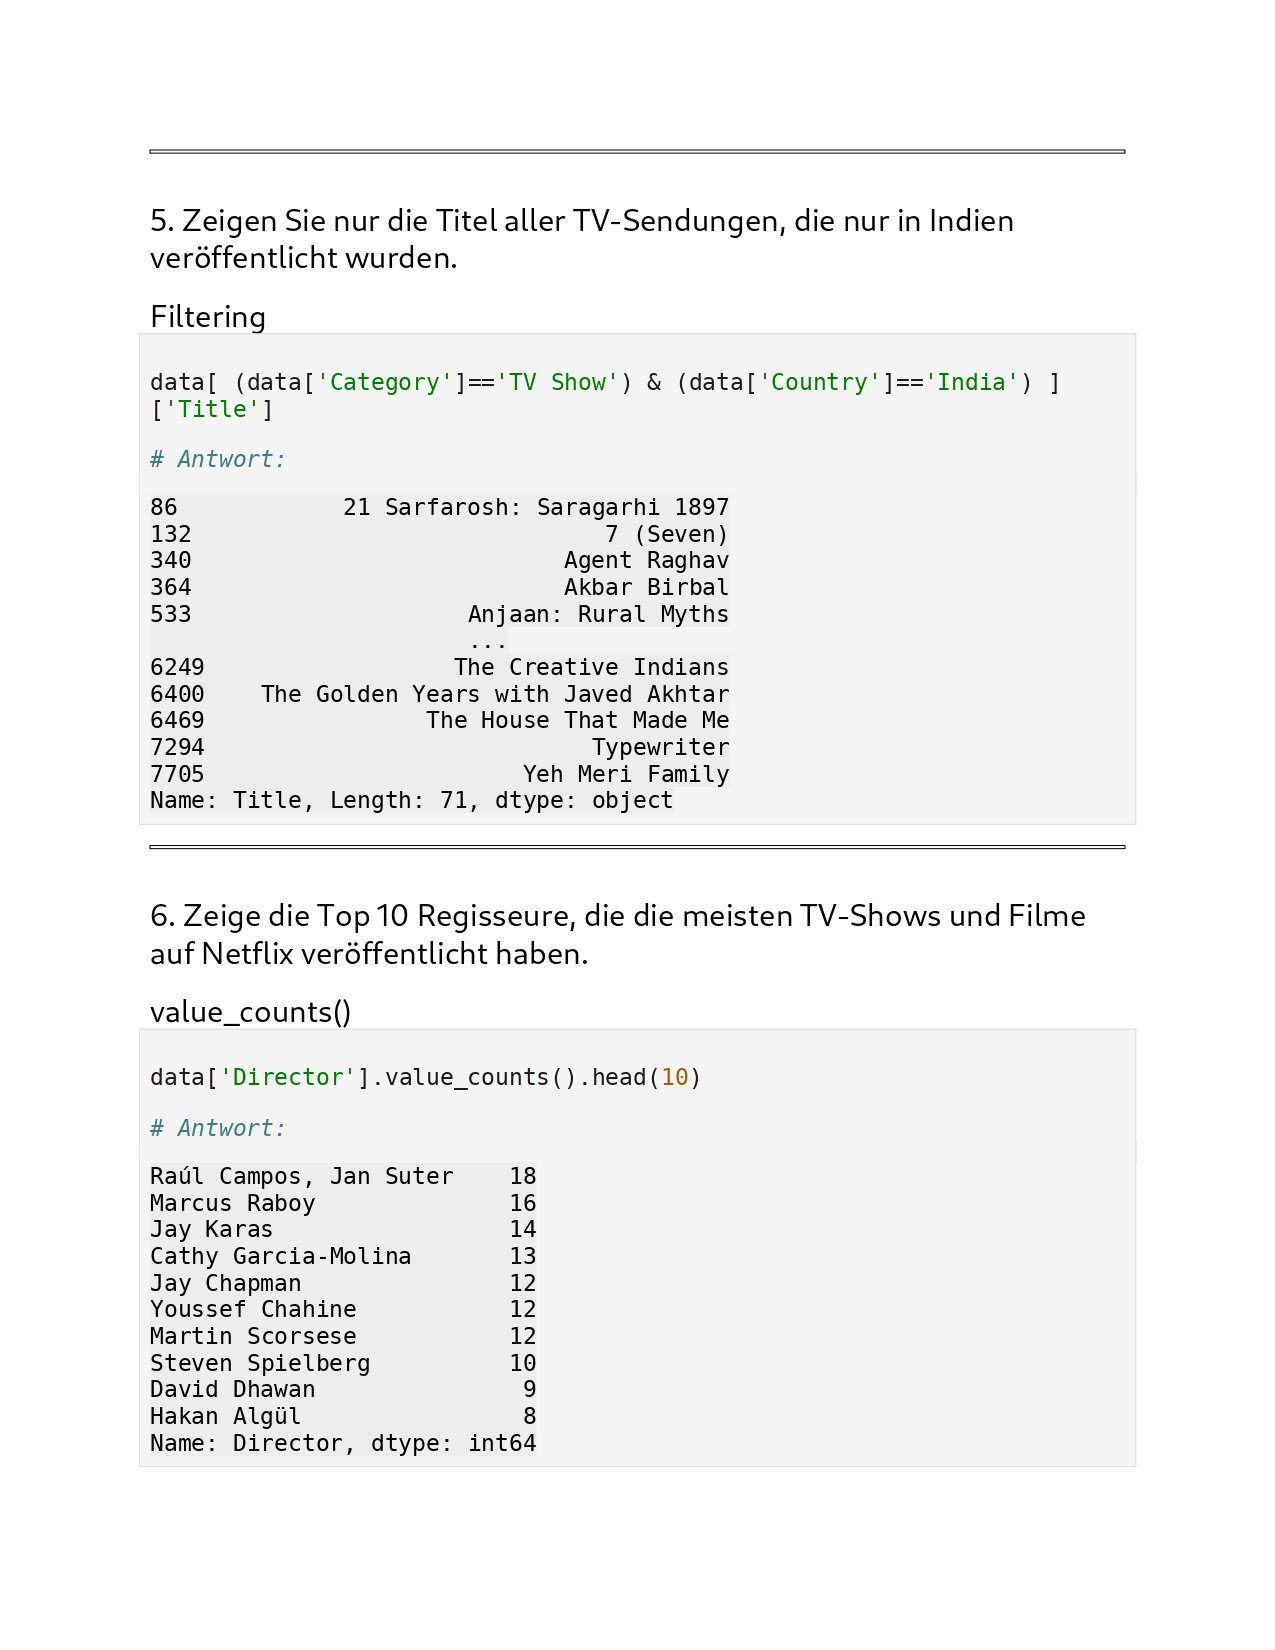 5. Zeigen Sie nur die Titel aller TV-Sendungen, die nur in Indien
veröffentlicht wurden.
Filtering
data[ (data['Category']=='TV Show') & (data['Country']=='India') ]
['Title']
# Antwort:
86            21 Sarfarosh: Saragarhi 1897
132                              7 (Seven)
340                           Agent Raghav
364                           Akbar Birbal
533                    Anjaan: Rural Myths
                       ...
6249                  The Creative Indians
6400    The Golden Years with Javed Akhtar
6469                The House That Made Me
7294                            Typewriter
7705                       Yeh Meri Family
Name: Title, Length: 71, dtype: object
6. Zeige die Top 10 Regisseure, die die meisten TV-Shows und Filme
auf Netflix veröffentlicht haben.
value_counts()
data['Director'].value_counts().head(10)
# Antwort:
Raúl Campos, Jan Suter    18
Marcus Raboy              16
Jay Karas                 14
Cathy Garcia-Molina       13
Jay Chapman               12
Youssef Chahine           12
Martin Scorsese           12
Steven Spielberg          10
David Dhawan               9
Hakan Algül                8
Name: Director, dtype: int64